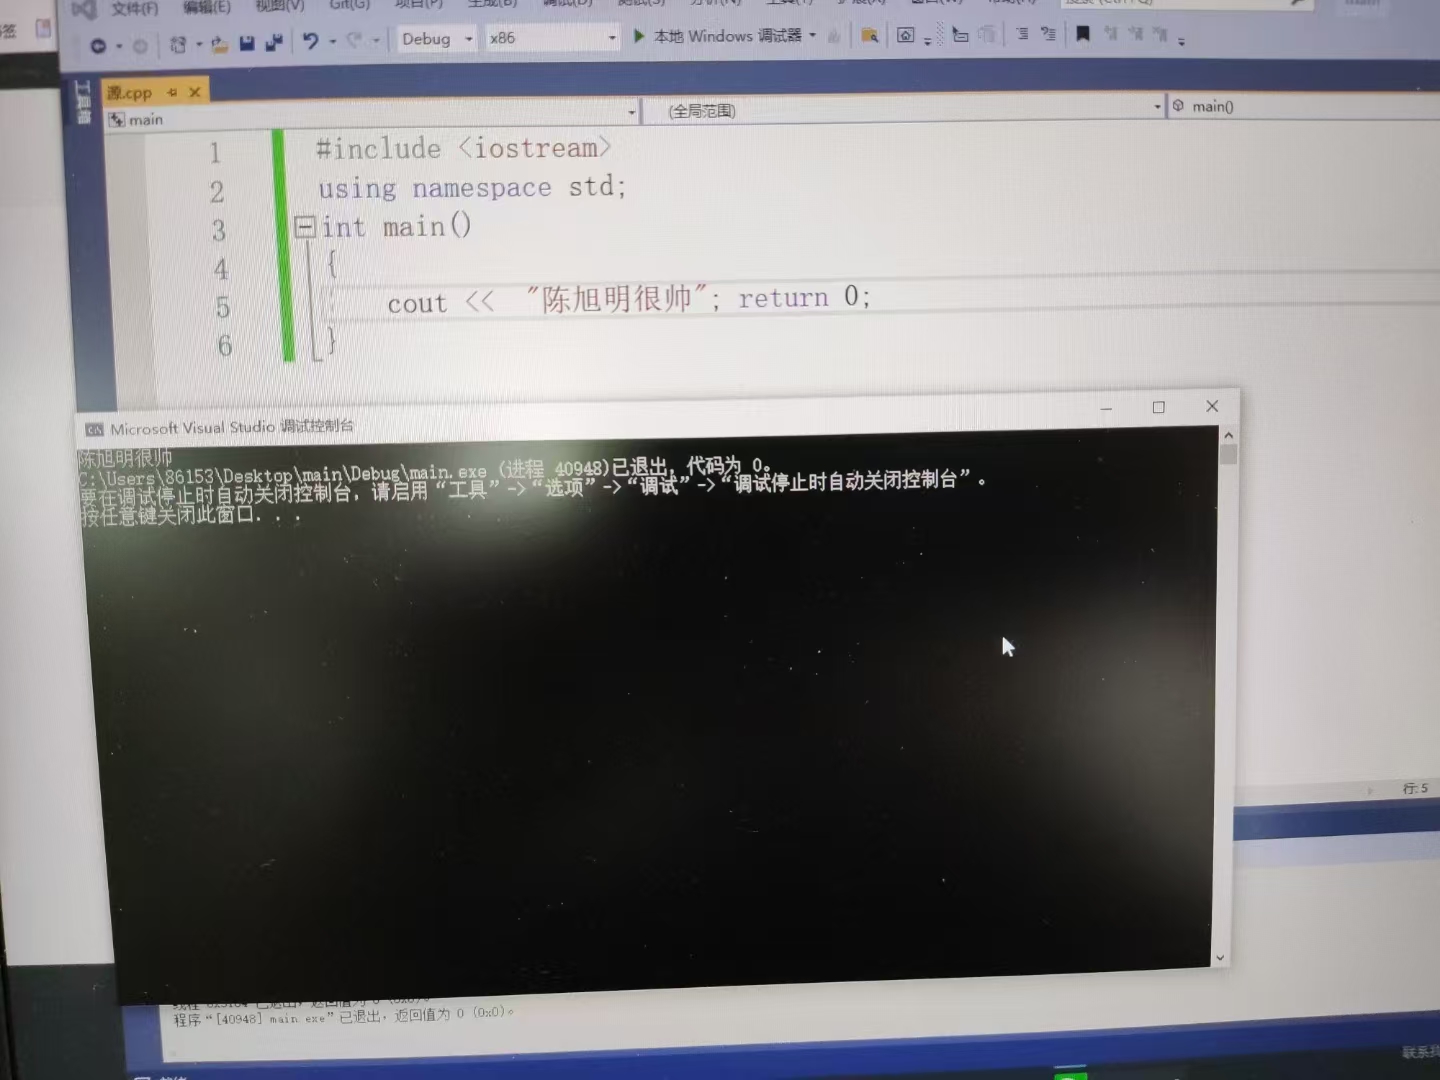 文件(F) 编辑(E) 视图(V) Git(G) 项目(P) 生成(B) 调试(D) 测试(S) 分析(N) 工具(T) 扩展(X) 窗口(W) 帮助(H)
Debug x86 本地 Windows 调试器
工具箱
源.cpp
main (全局范围) main()
1 #include <iostream>
2 using namespace std;
3 int main()
4 {
5 cout << "陈旭明很帅"; return 0;
6 }
Microsoft Visual Studio 调试控制台
陈旭明很帅
C:\Users\86153\Desktop\main\Debug\main.exe (进程 40948)已退出，代码为 0。
要在调试停止时自动关闭控制台，请启用“工具”->“选项”->“调试”->“调试停止时自动关闭控制台”。
按任意键关闭此窗口. . .
行: 5
程序“[40948] main.exe”已退出，返回值为 0 (0x0)。